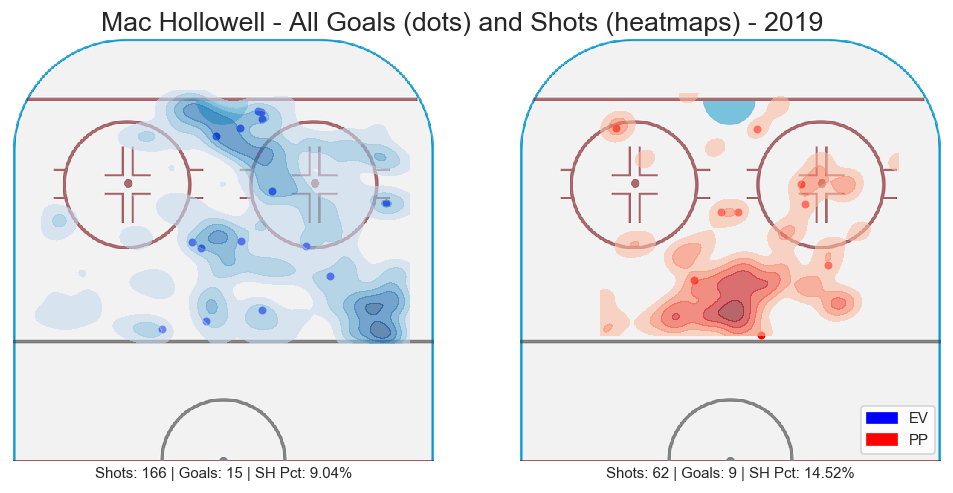 Mac Hollowell - All Goals (dots) and Shots (heatmaps) - 2019
EV
PP
Shots: 166 | Goals: 15 | SH Pct: 9.04%
Shots: 62 | Goals: 9 | SH Pct: 14.52%